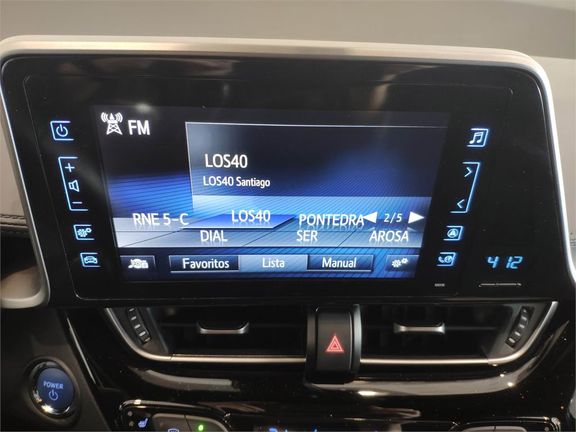 FM
LOS40
LOS40 Santiago
RNE 5-C LOS40 PONTEDRA 2/5
DIAL SER AROSA
Favoritos Lista Manual
4 12
POWER